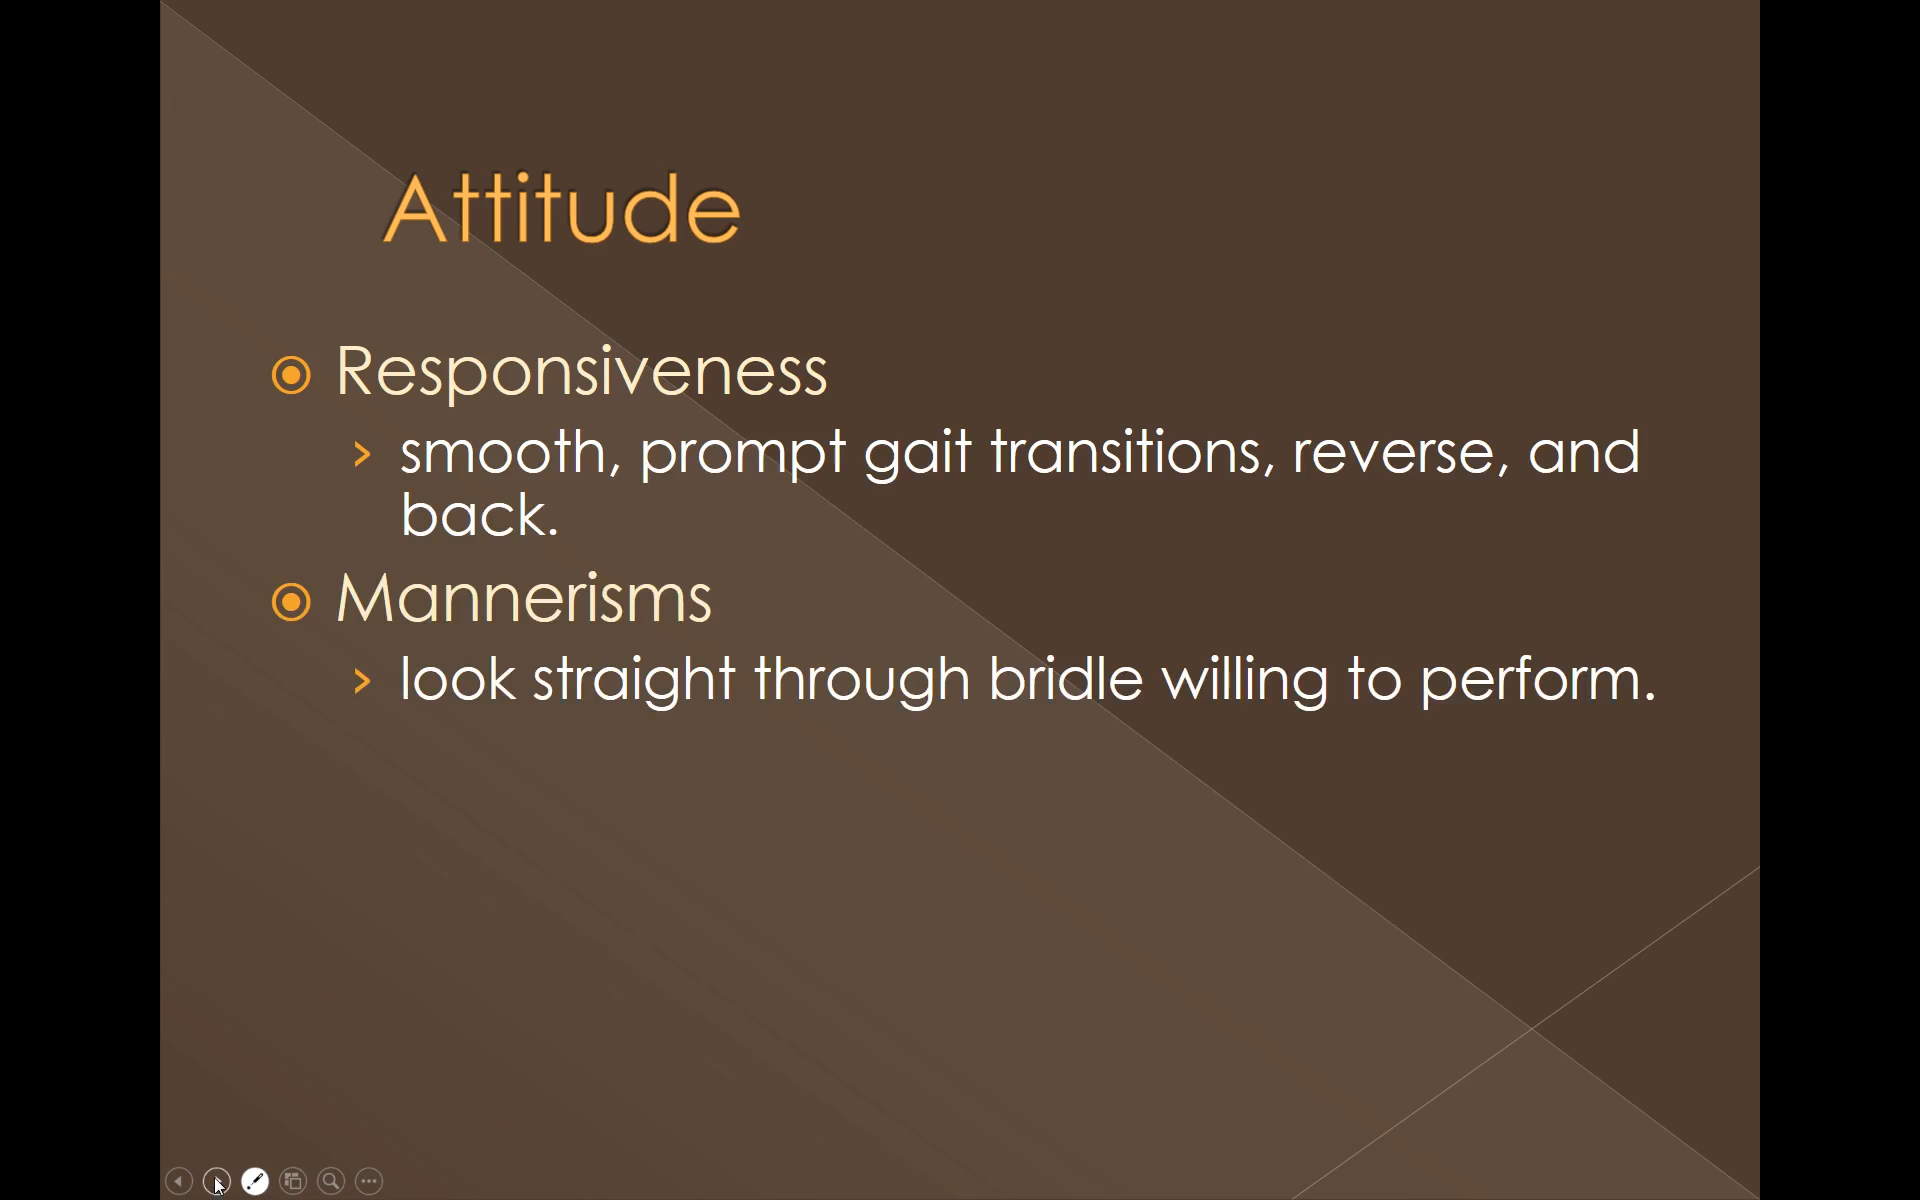 Attitude
Responsiveness
smooth, prompt gait transitions, reverse, and
back.
Mannerisms
look straight through bridle willing to perform.